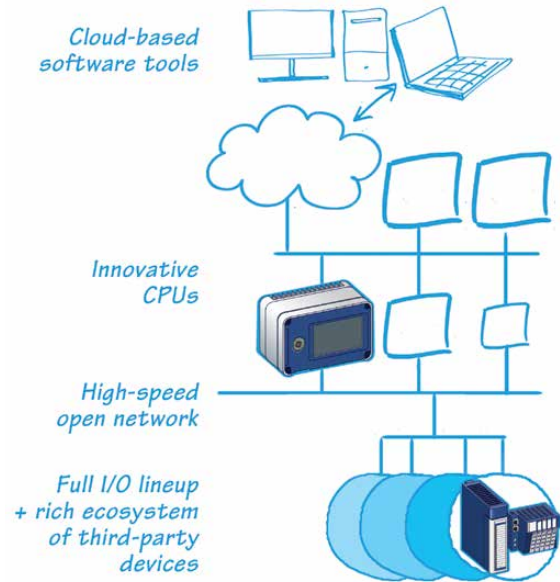 Cloud-based
software tools
Innovative
CPUs
High-speed
open network
Full I/O lineup
+ rich ecosystem
of third-party
devices